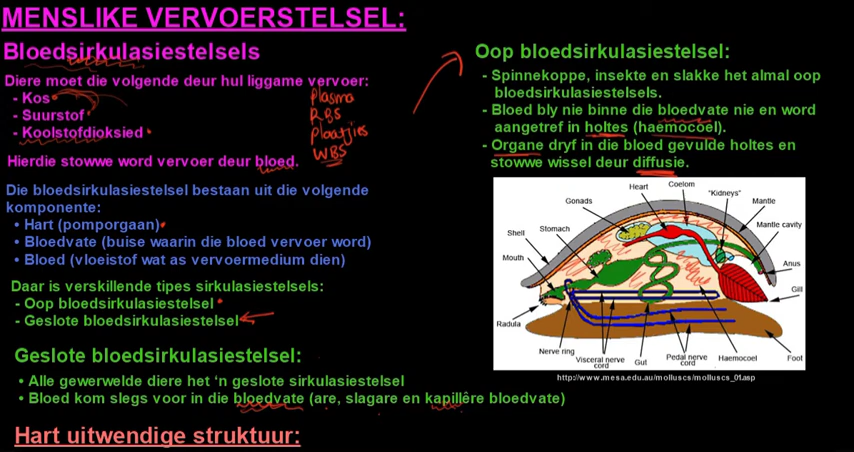 MENSLIKE VERVOERSTELSEL:
Bloedsirkulasiestelsels
Diere moet die volgende deur hul liggame vervoer:
- Kos
- Suurstof
- Koolstofdioksied
Plasma
RBS
Plaatjies
WBS
Hierdie stowwe word vervoer deur bloed.
Die bloedsirkulasiestelsel bestaan uit die volgende
komponente:
• Hart (pomporgaan)
• Bloedvate (buise waarin die bloed vervoer word)
• Bloed (vloeistof wat as vervoermedium dien)
Daar is verskillende tipes sirkulasiestelsels:
- Oop bloedsirkulasiestelsel
- Geslote bloedsirkulasiestelsel
Geslote bloedsirkulasiestelsel:
• Alle gewerwelde diere het ‘n geslote sirkulasiestelsel
• Bloed kom slegs voor in die bloedvate (are, slagare en kapillêre bloedvate)
Hart uitwendige struktuur:
Oop bloedsirkulasiestelsel:
- Spinnekoppe, insekte en slakke het almal oop
bloedsirkulasiestelsels.
- Bloed bly nie binne die bloedvate nie en word
aangetref in holtes (haemocoel).
- Organe dryf in die bloed gevulde holtes en
stowwe wissel deur diffusie.
Heart
Coelom
"Kidneys"
Gonads
Mantle
Stomach
Mantle cavity
Shell
Mouth
Anus
Gill
Radula
Nerve ring
Visceral nerve
cord
Gut
Pedal nerve
cord
Haemocoel
Foot
http://www.mesa.edu.au/molluscs/molluscs_01.asp